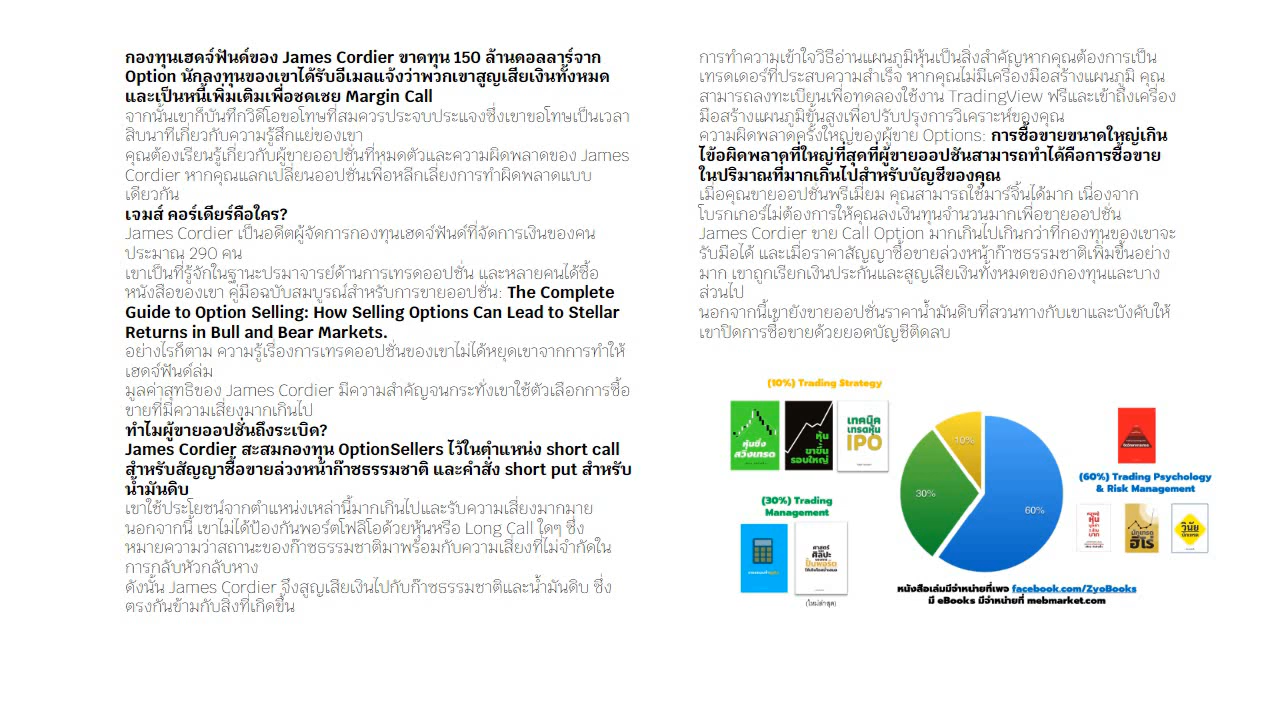 กองทุนเฮดจ์ฟันด์ของ James Cordier ขาดทุน 150 ล้านดอลลาร์จาก
Option นักลงทุนของเขาได้รับอีเมลแจ้งว่าพวกเขาสูญเสียเงินทั้งหมด
และเป็นหนี้เพิ่มเติมเพื่อชดเชย Margin Call
จากนั้นเขาก็บันทึกวิดีโอขอโทษที่สมควรประจบประแจงซึ่งเขาขอโทษเป็นเวลา
สิบนาทีเกี่ยวกับความรู้สึกแย่ของเขา
คุณต้องเรียนรู้เกี่ยวกับผู้ขายออปชั่นที่หมดตัวและความผิดพลาดของ James
Cordier หากคุณแลกเปลี่ยนออปชันเพื่อหลีกเลี่ยงการทำผิดพลาดแบบ
เดียวกัน
เจมส์ คอร์เดียร์คือใคร?
James Cordier เป็นอดีตผู้จัดการกองทุนเฮดจ์ฟันด์ที่จัดการเงินของคน
ประมาณ 290 คน
เขาเป็นที่รู้จักในฐานะปรมาจารย์ด้านการเทรดออปชั่น และหลายคนได้ซื้อ
หนังสือของเขา คู่มือฉบับสมบูรณ์สำหรับการขายออปชั่น: The Complete
Guide to Option Selling: How Selling Options Can Lead to Stellar
Returns in Bull and Bear Markets.
อย่างไรก็ตาม ความรู้เรื่องการเทรดออปชั่นของเขาไม่ได้หยุดเขาจากการทำให้
เฮดจ์ฟันด์ล่ม
มูลค่าสุทธิของ James Cordier มีความสำคัญจนกระทั่งเขาใช้ตัวเลือกการซื้อ
ขายที่มีความเสี่ยงมากเกินไป
ทำไมผู้ขายออปชั่นถึงระเบิด?
James Cordier สะสมกองทุน OptionSellers ไว้ในตำแหน่ง short call
สำหรับสัญญาซื้อขายล่วงหน้าก๊าซธรรมชาติ และคำสั่ง short put สำหรับ
น้ำมันดิบ
เขาใช้ประโยชน์จากตำแหน่งเหล่านี้มากเกินไปและรับความเสี่ยงมากมาย
นอกจากนี้ เขาไม่ได้ป้องกันพอร์ตโฟลิโอด้วยหุ้นหรือ Long Call ใดๆ ซึ่ง
หมายความว่าสถานะของก๊าซธรรมชาติมาพร้อมกับความเสี่ยงที่ไม่จำกัดใน
การกลับหัวกลับหาง
ดังนั้น James Cordier จึงสูญเสียเงินไปกับก๊าซธรรมชาติและน้ำมันดิบ ซึ่ง
ตรงกันข้ามกับสิ่งที่เกิดขึ้น
การทำความเข้าใจวิธีอ่านแผนภูมิหุ้นเป็นสิ่งสำคัญหากคุณต้องการเป็น
เทรดเดอร์ที่ประสบความสำเร็จ หากคุณไม่มีเครื่องมือสร้างแผนภูมิ คุณ
สามารถลงทะเบียนเพื่อทดลองใช้งาน TradingView ฟรีและเข้าถึงเครื่อง
มือสร้างแผนภูมิขั้นสูงเพื่อปรับปรุงการวิเคราะห์ของคุณ
ความผิดพลาดครั้งใหญ่ของผู้ขาย Options: การซื้อขายขนาดใหญ่เกิน
ไข้อผิดพลาดที่ใหญ่ที่สุดที่ผู้ขายออปชันสามารถทำได้คือการซื้อขาย
ในปริมาณที่มากเกินไปสำหรับบัญชีของคุณ
เมื่อคุณขายออปชั่นพรีเมี่ยม คุณสามารถใช้มาร์จิ้นได้มาก เนื่องจาก
โบรกเกอร์ไม่ต้องการให้คุณลงเงินทุนจำนวนมากเพื่อขายออปชั่น
James Cordier ขาย Call Option มากเกินไปเกินกว่าที่กองทุนของเขาจะ
รับมือได้ และเมื่อราคาสัญญาซื้อขายล่วงหน้าก๊าซธรรมชาติเพิ่มขึ้นอย่าง
มาก เขาถูกเรียกเงินประกันและสูญเสียเงินทั้งหมดของกองทุนและบาง
ส่วนไป
นอกจากนี้เขายังขายออปชั่นราคาน้ำมันดิบที่สวนทางกับเขาและบังคับให้
เขาปิดการซื้อขายด้วยยอดบัญชีติดลบ
(10%) Trading Strategy
หุ้นซิ่ง
สวิงเทรด
หุ้น
ขาขึ้น
รอบใหญ่
เทคนิค
เทรดหุ้น
IPO
(30%) Trading
Management
ศาสตร์
ศิลปะ
ปั้นพอร์ต
(ใหม่ล่าสุด)
10%
30%
60%
(60%) Trading Psychology
& Risk Management
หุ้น
ฮีโร่
วินัย
หนังสือเล่มมีจำหน่ายที่เพจ facebook.com/ZyoBooks
มี eBooks มีจำหน่ายที่ mebmarket.com